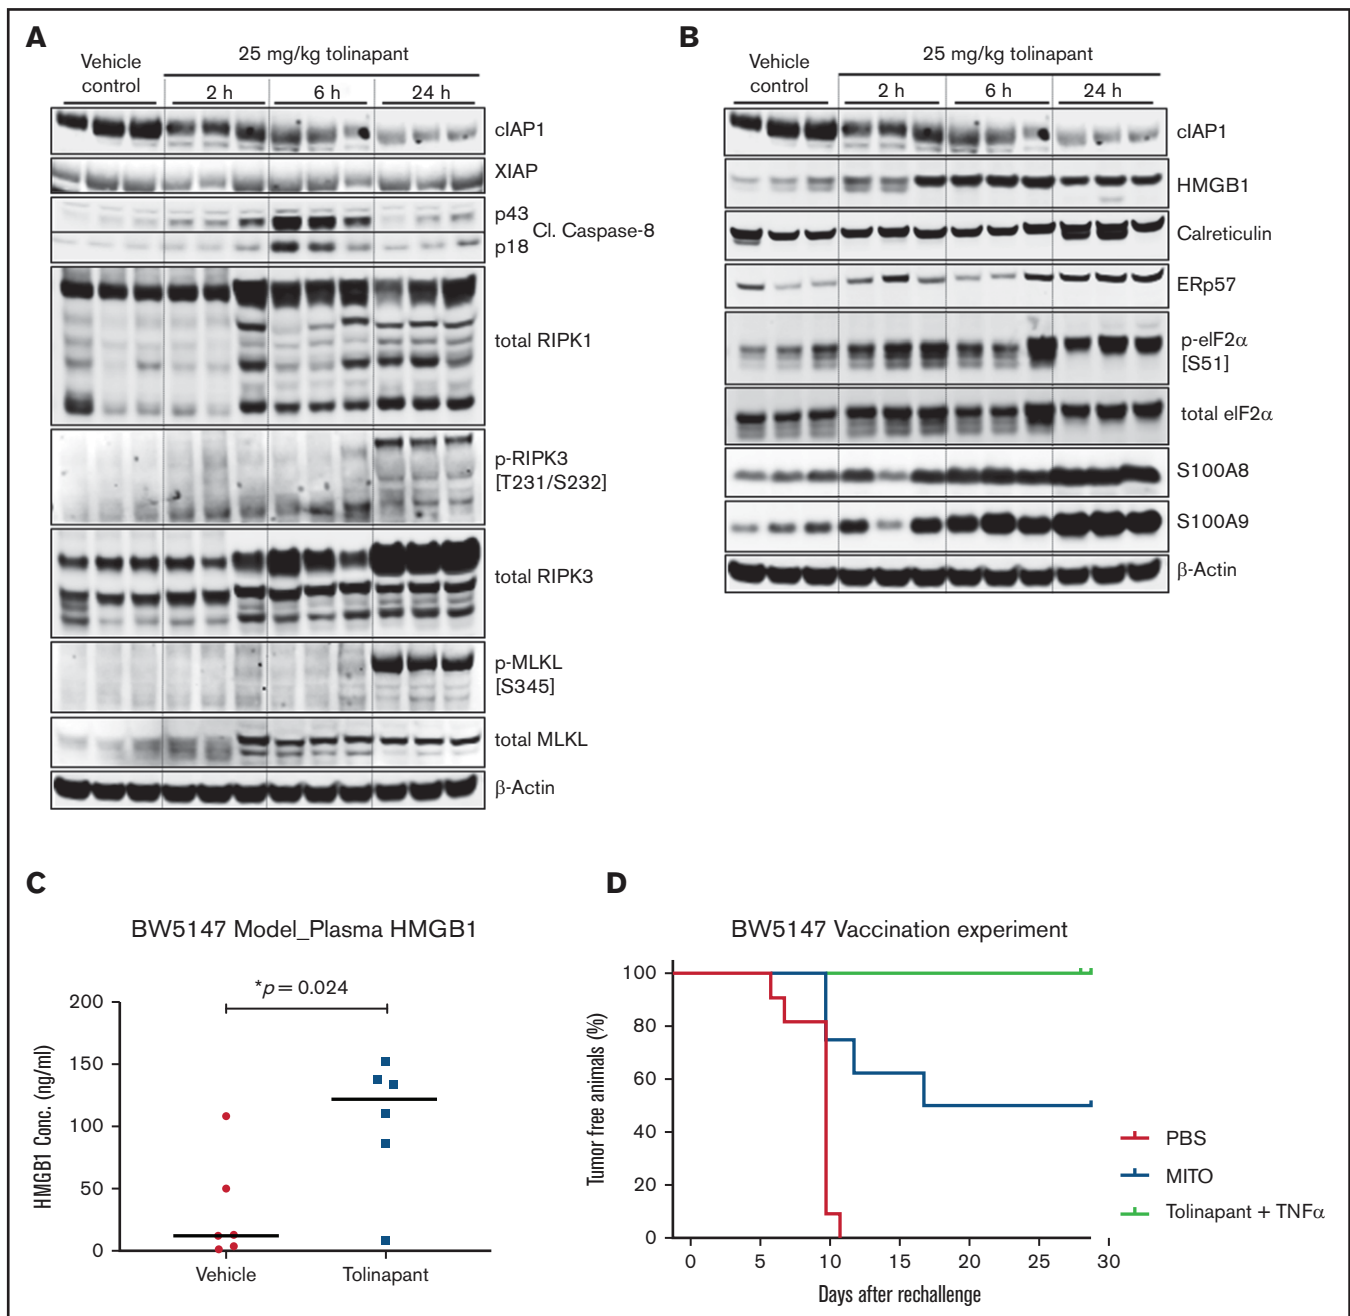 A
Vehicle control
25 mg/kg tolinapant
2 h
6 h
24 h
cIAP1
XIAP
p43
Cl. Caspase-8
p18
total RIPK1
p-RIPK3
[T231/S232]
total RIPK3
p-MLKL
[S345]
total MLKL
β-Actin
B
Vehicle control
25 mg/kg tolinapant
2 h
6 h
24 h
cIAP1
HMGB1
Calreticulin
ERp57
p-eIF2α
[S51]
total eIF2α
S100A8
S100A9
β-Actin
C
BW5147 Model_Plasma HMGB1
*p = 0.024
HMGB1 Conc. (ng/ml)
200
150
100
50
0
Vehicle
Tolinapant
D
BW5147 Vaccination experiment
Tumor free animals (%)
100
80
60
40
20
0
0 5 10 15 20 25 30
Days after rechallenge
PBS
MITO
Tolinapant + TNFα